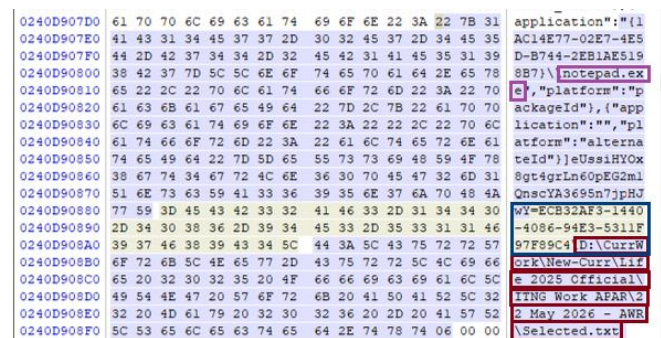 0240D907D0 61 70 70 6C 69 63 61 74 69 6F 6E 22 3A 22 7B 31 application":"{1
0240D907E0 41 43 31 34 45 37 37 2D 30 32 45 37 2D 34 45 35 AC14E77-02E7-4E5
0240D907F0 44 2D 42 37 34 34 2D 32 45 42 31 41 45 35 31 39 D-B744-2EB1AE519
0240D90800 38 42 37 7D 5C 5C 6E 6F 74 65 70 61 64 2E 65 78 8B7}\\notepad.ex
0240D90810 65 22 2C 22 70 6C 61 74 66 6F 72 6D 22 3A 22 70 e","platform":"p
0240D90820 61 63 6B 61 67 65 49 64 22 7D 2C 7B 22 61 70 70 ackageId"},{"app
0240D90830 6C 69 63 61 74 69 6F 6E 22 3A 22 22 2C 22 70 6C lication":"","pl
0240D90840 61 74 66 6F 72 6D 22 3A 22 61 6C 74 65 72 6E 61 atform":"alterna
0240D90850 74 65 49 64 22 7D 5D 65 55 73 73 69 48 59 4F 78 teId"}]eUssiHYOx
0240D90860 38 67 74 34 67 72 4C 6E 36 30 70 45 47 32 6D 31 8gt4grLn60pEG2m1
0240D90870 51 6E 73 63 59 41 33 36 39 35 6E 37 6A 70 48 4A QnscYA3695n7jpHJ
0240D90880 77 59 3D 45 43 42 33 32 41 46 33 2D 31 34 34 30 wY=ECB32AF3-1440
0240D90890 2D 34 30 38 36 2D 39 34 45 33 2D 35 33 31 31 46 -4086-94E3-5311F
0240D908A0 39 37 46 38 39 43 34 5C 44 3A 5C 43 75 72 72 57 97F89C4\D:\CurrW
0240D908B0 6F 72 6B 5C 4E 65 77 2D 43 75 72 72 5C 4C 69 66 ork\New-Curr\Lif
0240D908C0 65 20 32 30 32 35 20 4F 66 66 69 63 69 61 6C 5C e 2025 Official\
0240D908D0 49 54 4E 47 20 57 6F 72 6B 20 41 50 41 52 5C 32 ITNG Work APAR\2
0240D908E0 32 20 4D 61 79 20 32 30 32 36 20 2D 20 41 57 52 2 May 2026 - AWR
0240D908F0 5C 53 65 6C 65 63 74 65 64 2E 74 78 74 06 00 00 \Selected.txt